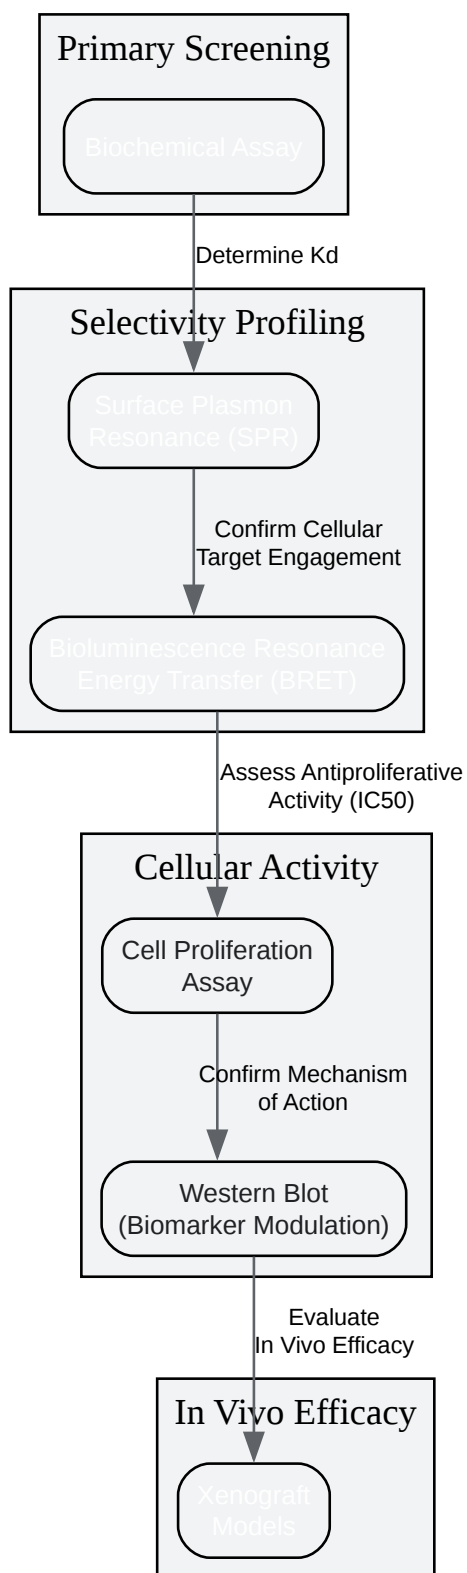 Primary Screening
Biochemical Assay
Determine Kd
Selectivity Profiling
Surface Plasmon
Resonance (SPR)
Confirm Cellular
Target Engagement
Bioluminescence Resonance
Energy Transfer (BRET)
Assess Antiproliferative
Activity (IC50)
Cellular Activity
Cell Proliferation
Assay
Confirm Mechanism
of Action
Western Blot
(Biomarker Modulation)
Evaluate
In Vivo Efficacy
In Vivo Efficacy
Xenograft
Models